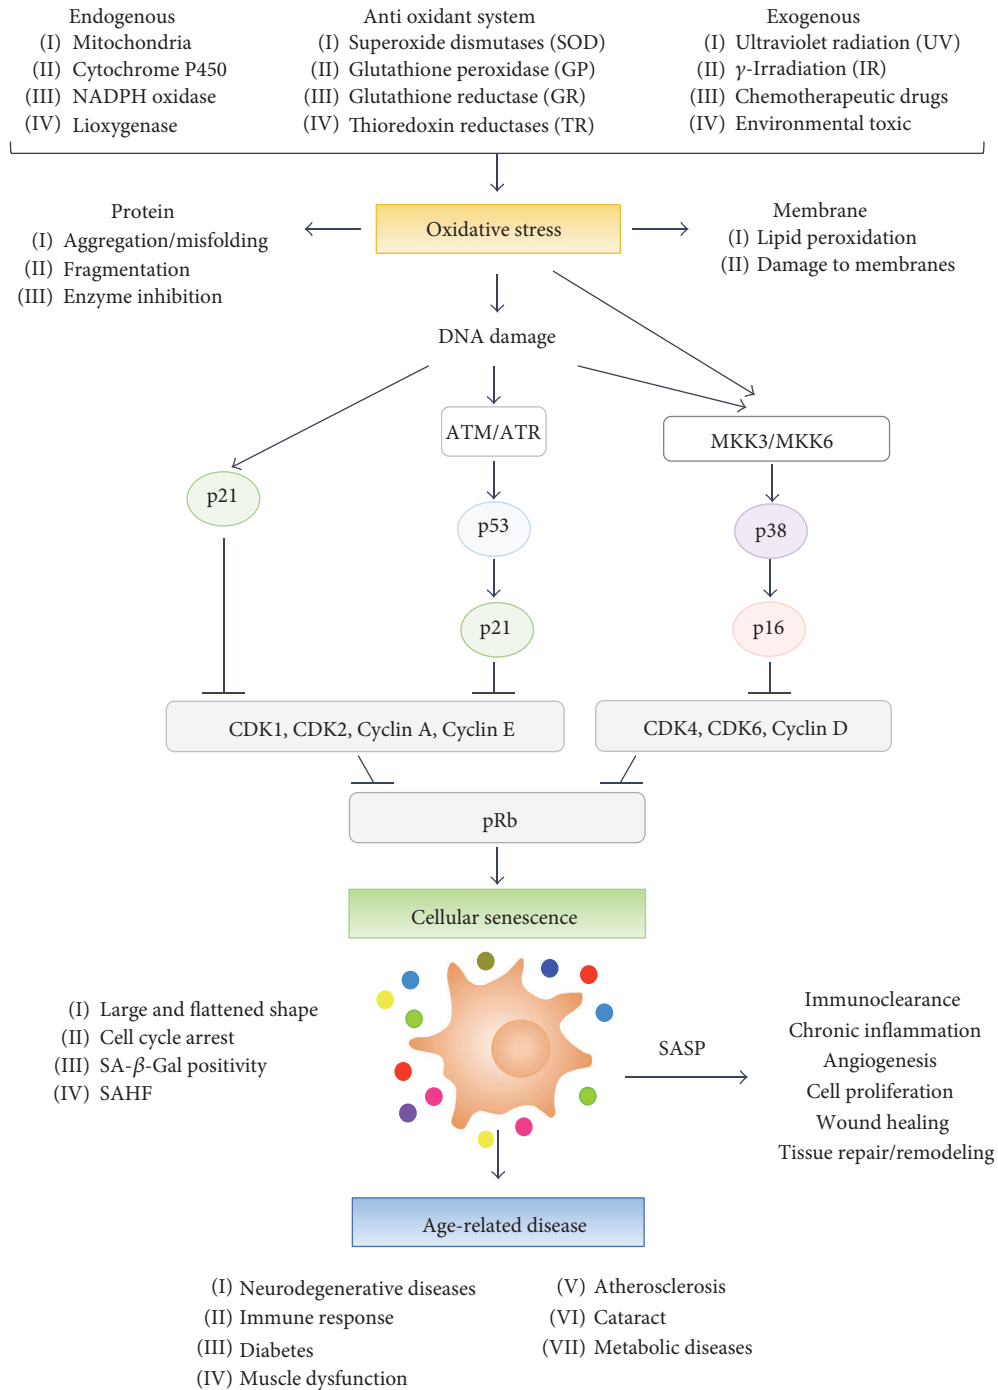 Endogenous
(I) Mitochondria
(II) Cytochrome P450
(III) NADPH oxidase
(IV) Lioxygenase
Anti oxidant system
(I) Superoxide dismutases (SOD)
(II) Glutathione peroxidase (GP)
(III) Glutathione reductase (GR)
(IV) Thioredoxin reductases (TR)
Exogenous
(I) Ultraviolet radiation (UV)
(II) γ-Irradiation (IR)
(III) Chemotherapeutic drugs
(IV) Environmental toxic
Protein
(I) Aggregation/misfolding
(II) Fragmentation
(III) Enzyme inhibition
Oxidative stress
Membrane
(I) Lipid peroxidation
(II) Damage to membranes
DNA damage
ATM/ATR
MKK3/MKK6
p21
p53
p38
p21
p16
CDK1, CDK2, Cyclin A, Cyclin E
CDK4, CDK6, Cyclin D
pRb
Cellular senescence
(I) Large and flattened shape
(II) Cell cycle arrest
(III) SA-β-Gal positivity
(IV) SAHF
SASP
Immunoclearance
Chronic inflammation
Angiogenesis
Cell proliferation
Wound healing
Tissue repair/remodeling
Age-related disease
(I) Neurodegenerative diseases
(II) Immune response
(III) Diabetes
(IV) Muscle dysfunction
(V) Atherosclerosis
(VI) Cataract
(VII) Metabolic diseases